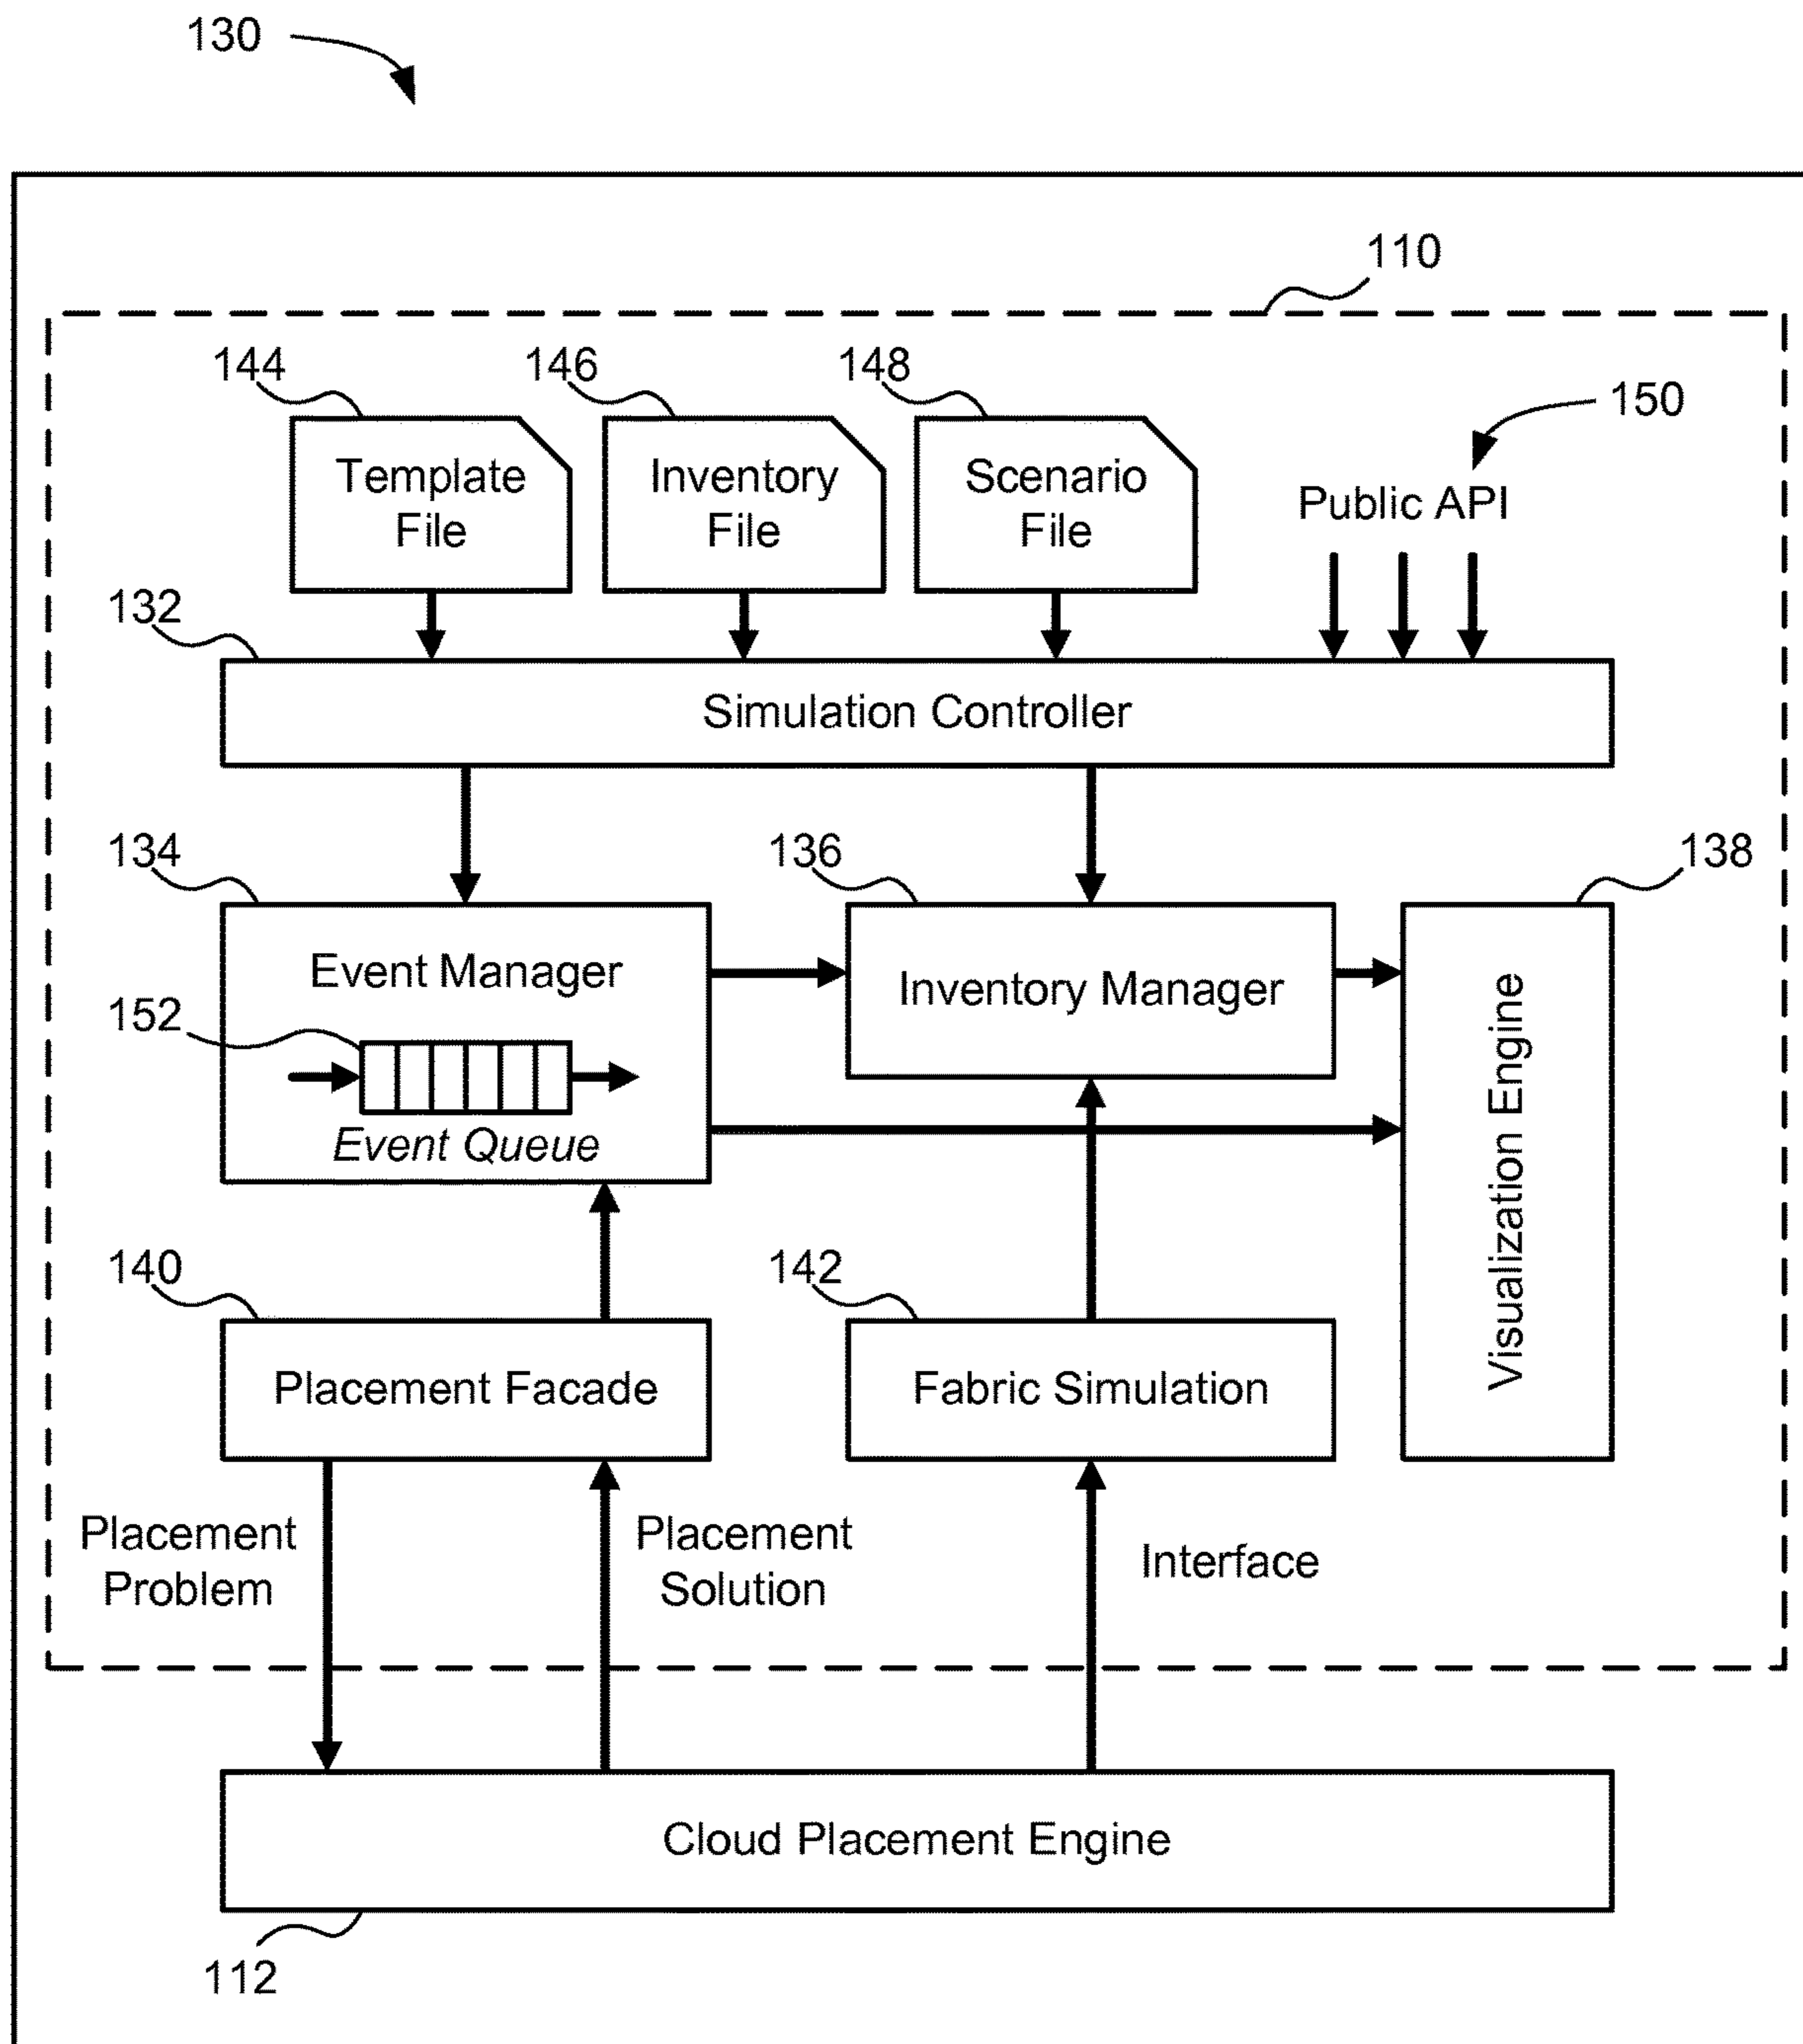 130
110
144
146
148
150
Template
File
Inventory
File
Scenario
File
Public API
132
Simulation Controller
134
136
138
Event Manager
Inventory Manager
152
Event Queue
Visualization Engine
140
142
Placement Facade
Fabric Simulation
Placement
Problem
Placement
Solution
Interface
Cloud Placement Engine
112